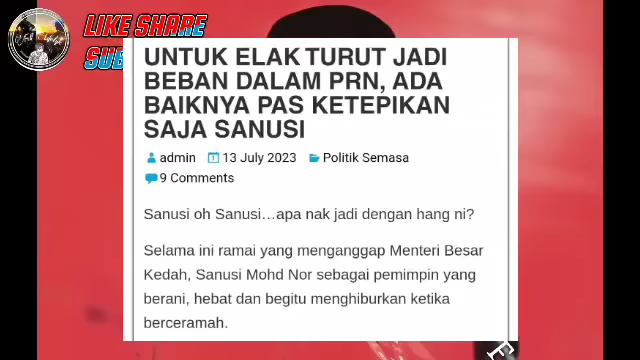 LIKE SHARE
SUB
UNTUK ELAK TURUT JADI
BEBAN DALAM PRN, ADA
BAIKNYA PAS KETEPIKAN
SAJA SANUSI
admin 13 July 2023 Politik Semasa
9 Comments
Sanusi oh Sanusi…apa nak jadi dengan hang ni?
Selama ini ramai yang menganggap Menteri Besar
Kedah, Sanusi Mohd Nor sebagai pemimpin yang
berani, hebat dan begitu menghiburkan ketika
berceramah.